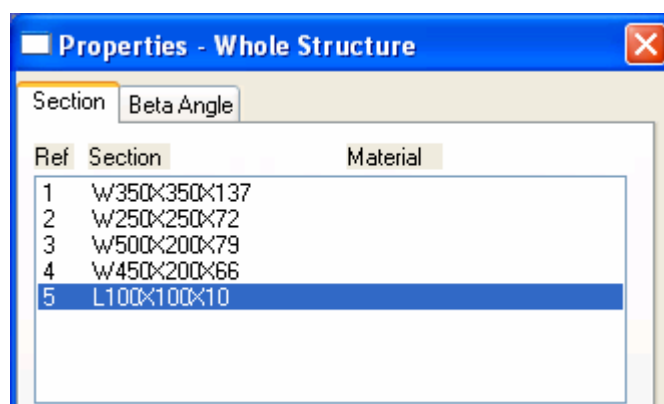 Properties - Whole Structure
Section Beta Angle
Ref Section Material
1 W350X350X137
2 W250X250X72
3 W500X200X79
4 W450X200X66
5 L100X100X10